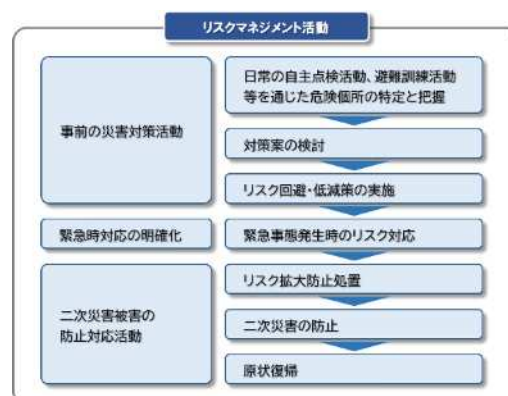 リスクマネジメント活動
事前の災害対策活動
日常の自主点検活動、避難訓練活動
等を通じた危険個所の特定と把握
対策案の検討
リスク回避・低減策の実施
緊急時対応の明確化
緊急事態発生時のリスク対応
二次災害被害の
防止対応活動
リスク拡大防止処置
二次災害の防止
原状復帰